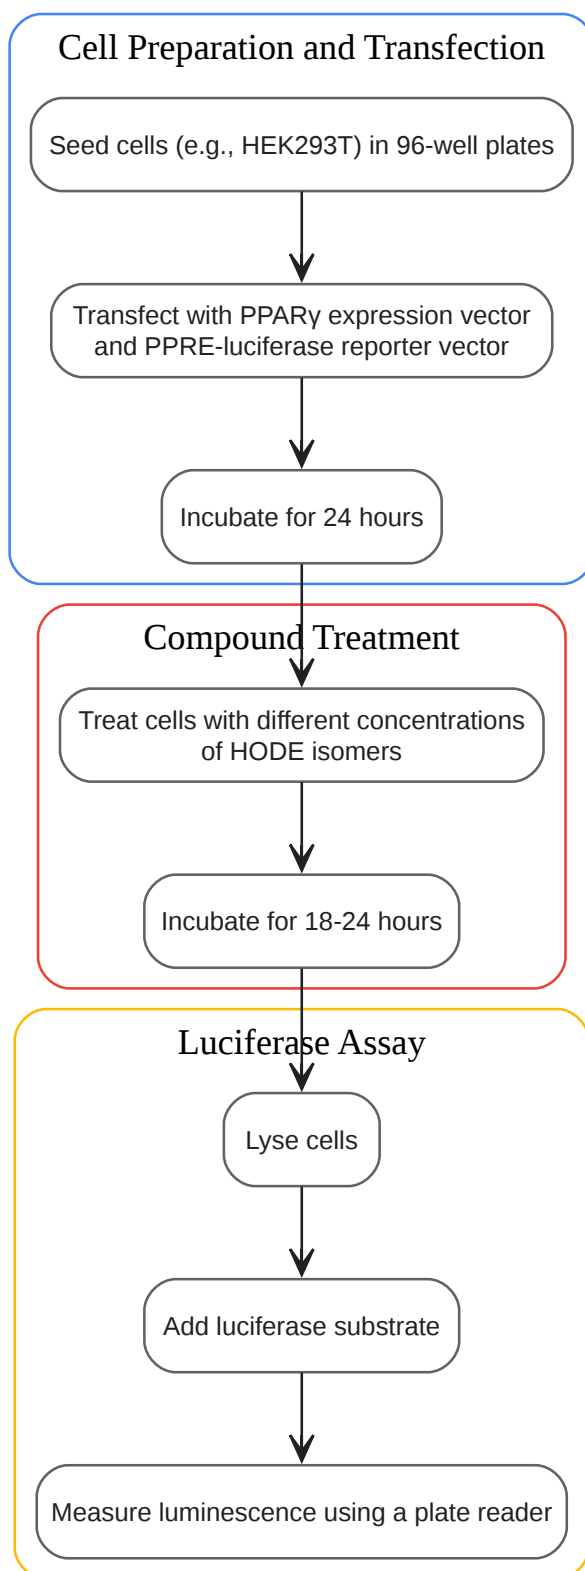 Cell Preparation and Transfection
Seed cells (e.g., HEK293T) in 96-well plates
Transfect with PPARγ expression vector
and PPRE-luciferase reporter vector
Incubate for 24 hours
Compound Treatment
Treat cells with different concentrations
of HODE isomers
Incubate for 18-24 hours
Luciferase Assay
Lyse cells
Add luciferase substrate
Measure luminescence using a plate reader